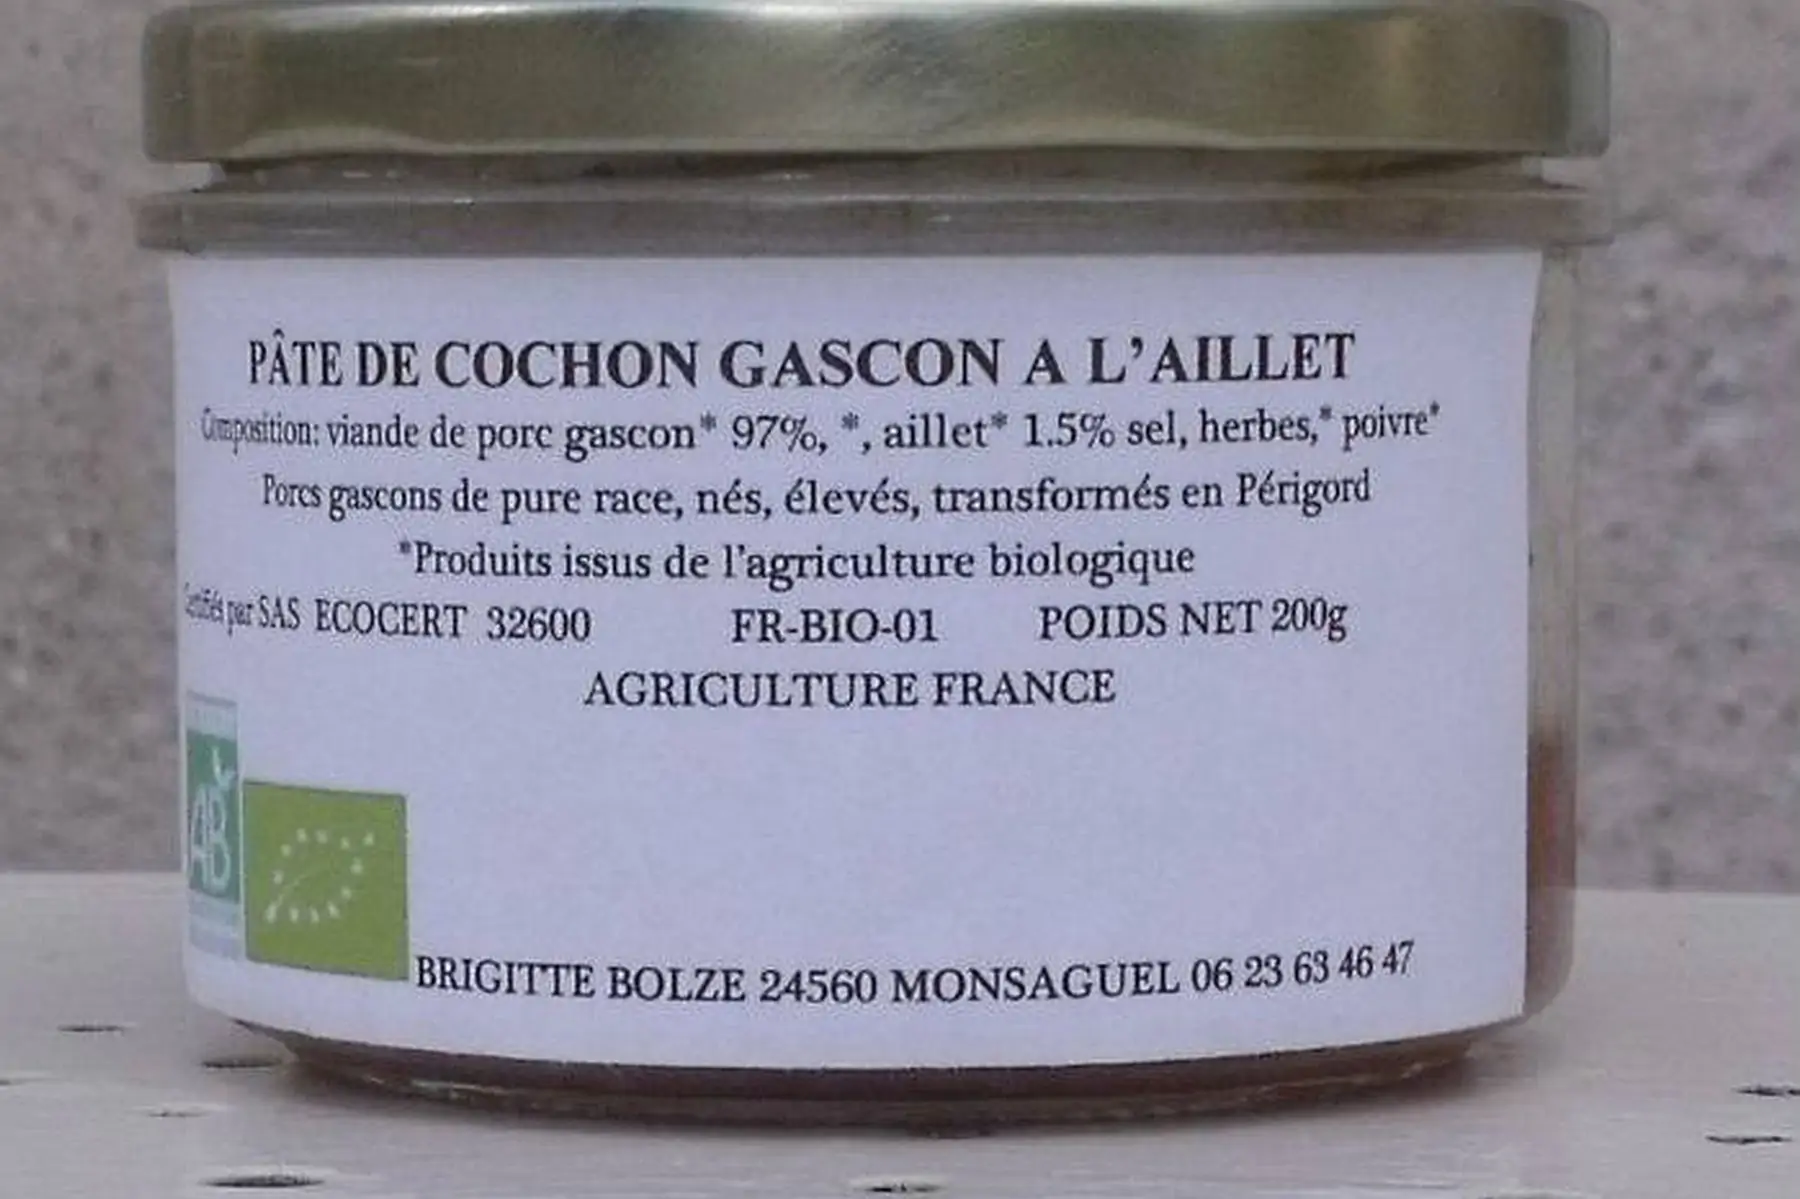 PÂTE DE COCHON GASCON A L'AILLET
Composition: viande de porc gascon* 97%, *, aillet* 1.5% sel, herbes,* poivre*
Porcs gascons de pure race, nés, élevés, transformés en Périgord
*Produits issus de l'agriculture biologique
Certifiés par SAS ECOCERT 32600 FR-BIO-01 POIDS NET 200g
AGRICULTURE FRANCE
AB
BRIGITTE BOLZE 24560 MONSAGUEL 06 23 63 46 47